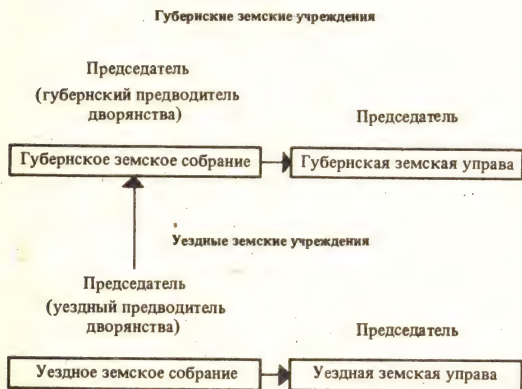 Губернские земские учреждения
Председатель
(губернский предводитель
дворянства)
Председатель
Губернское земское собрание
Губернская земская управа
Уездные земские учреждения
Председатель
(уездный предводитель
дворянства)
Председатель
Уездное земское собрание
Уездная земская управа